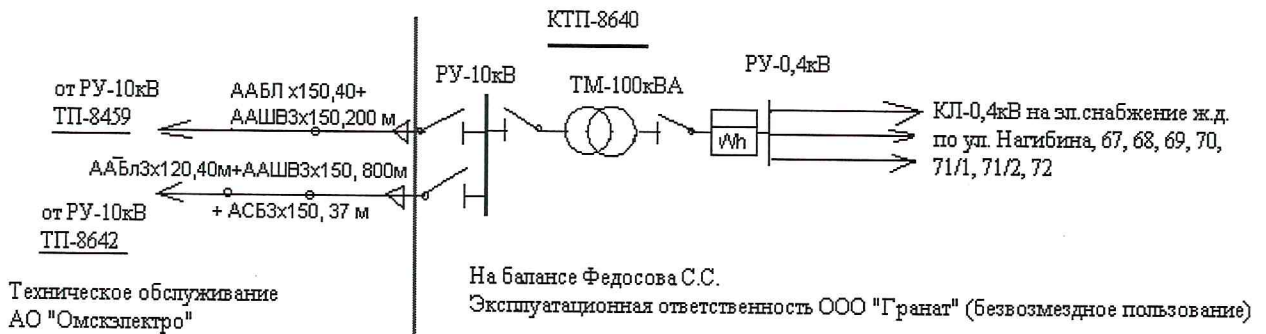 КТП-8640
от РУ-10кВ
ТП-8459
ААБЛ х150,40+
ААШВ3х150,200 м
РУ-10кВ
ТМ-100кВА
РУ-0,4кВ
Wh
КЛ-0,4кВ на эл.снабжение ж.д.
по ул. Нагибина, 67, 68, 69, 70,
71/1, 71/2, 72
ААБл3х120,40м+ААШВ3х150, 800м
+ АСБ3х150, 37 м
от РУ-10кВ
ТП-8642
Техническое обслуживание
АО "Омскэлектро"
На балансе Федосова С.С.
Эксплуатационная ответственность ООО "Гранат" (безвозмездное пользование)